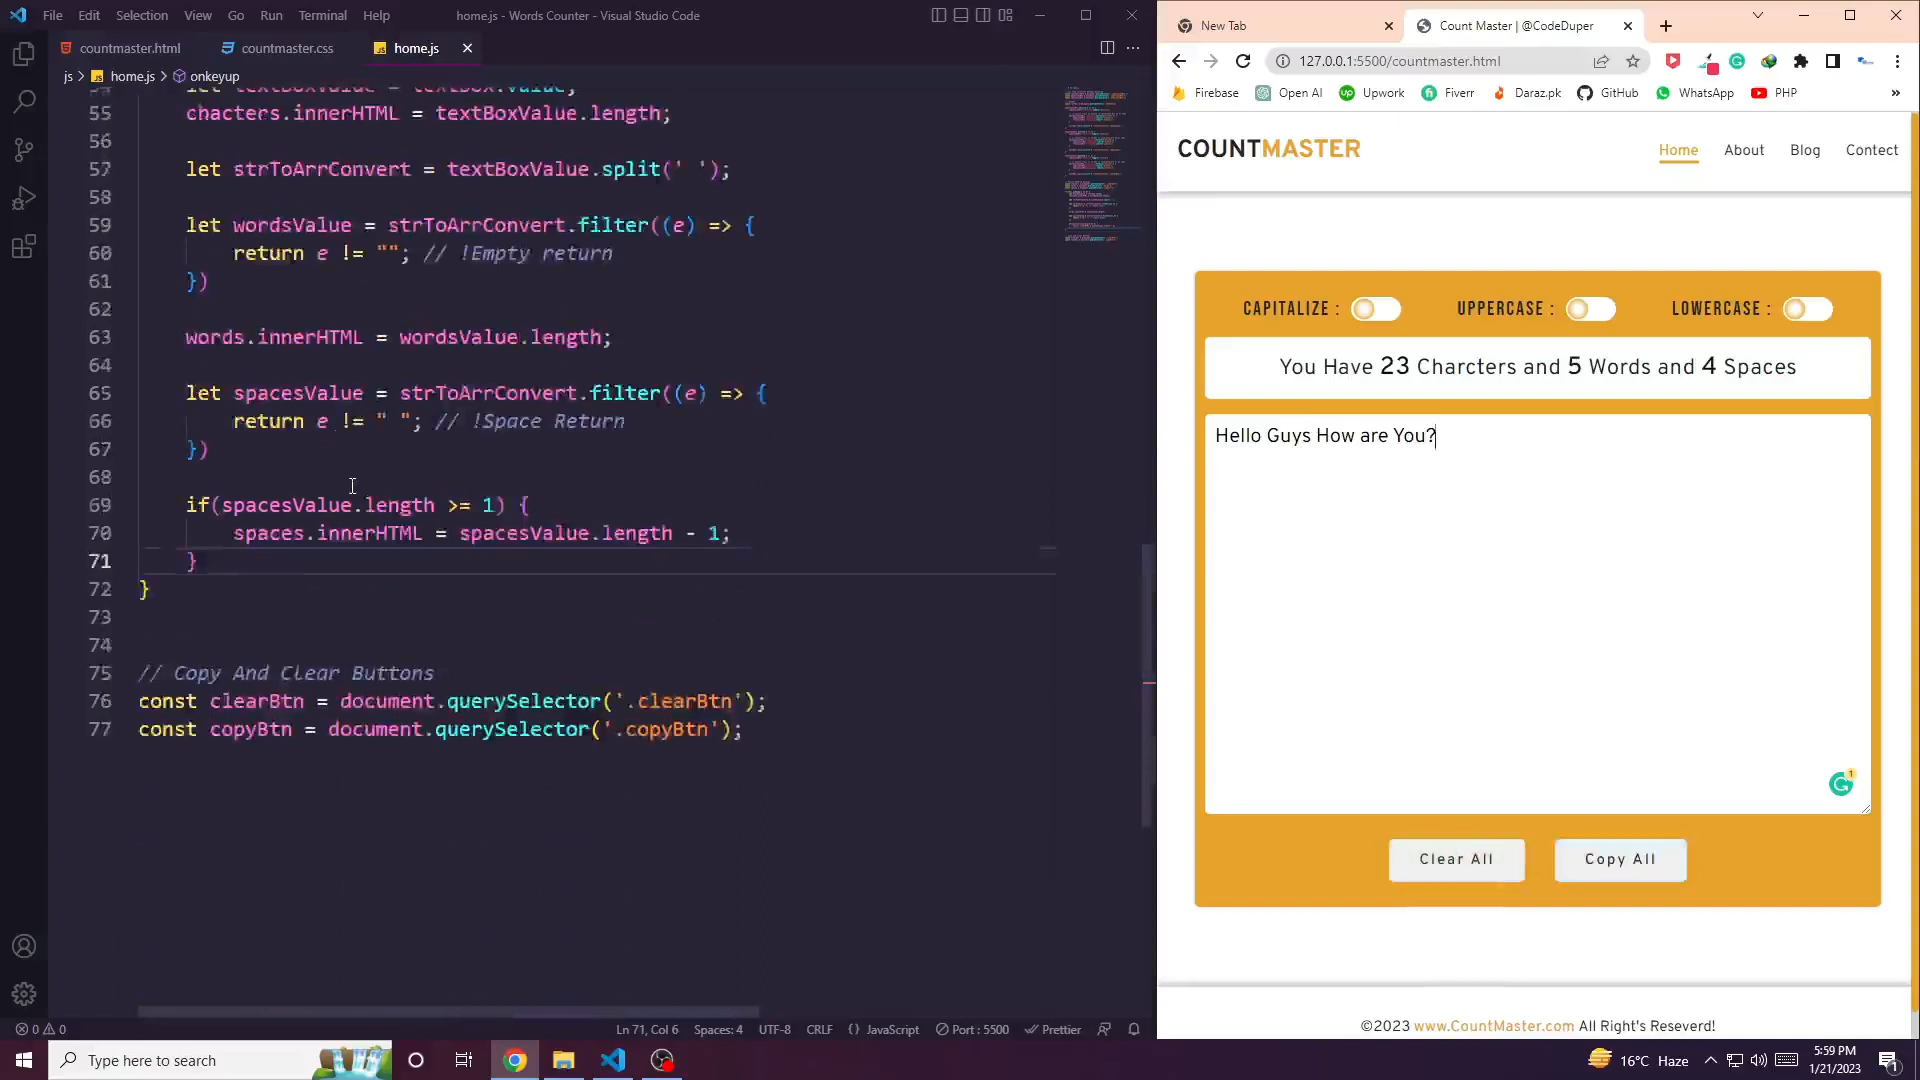 File Edit Selection View Go Run Terminal Help
home.js - Words Counter - Visual Studio Code
countmaster.html countmaster.css home.js
js > home.js > onkeyup
55 chacters.innerHTML = textBoxValue.length;
56
57 let strToArrConvert = textBoxValue.split(' ');
58
59 let wordsValue = strToArrConvert.filter((e) => {
60 return e != ""; // !Empty return
61 })
62
63 words.innerHTML = wordsValue.length;
64
65 let spacesValue = strToArrConvert.filter((e) => {
66 return e != " "; // !Space Return
67 })
68
69 if(spacesValue.length >= 1) {
70 spaces.innerHTML = spacesValue.length - 1;
71 }
72 }
73
74
75 // Copy And Clear Buttons
76 const clearBtn = document.querySelector('.clearBtn');
77 const copyBtn = document.querySelector('.copyBtn');
0 0 Ln 71, Col 6 Spaces: 4 UTF-8 CRLF {} JavaScript Port : 5500 Prettier
New Tab Count Master | @CodeDuper
127.0.0.1:5500/countmaster.html
Firebase Open AI Upwork Fiverr Daraz.pk GitHub WhatsApp PHP »
COUNTMASTER Home About Blog Contact
CAPITALIZE : UPPERCASE : LOWERCASE :
You Have 23 Charcters and 5 Words and 4 Spaces
Hello Guys How are You?
1
Clear All Copy All
©2023 www.CountMaster.com All Right's Reseverd!
Type here to search
16°C Haze 5:59 PM
1/21/2023
1